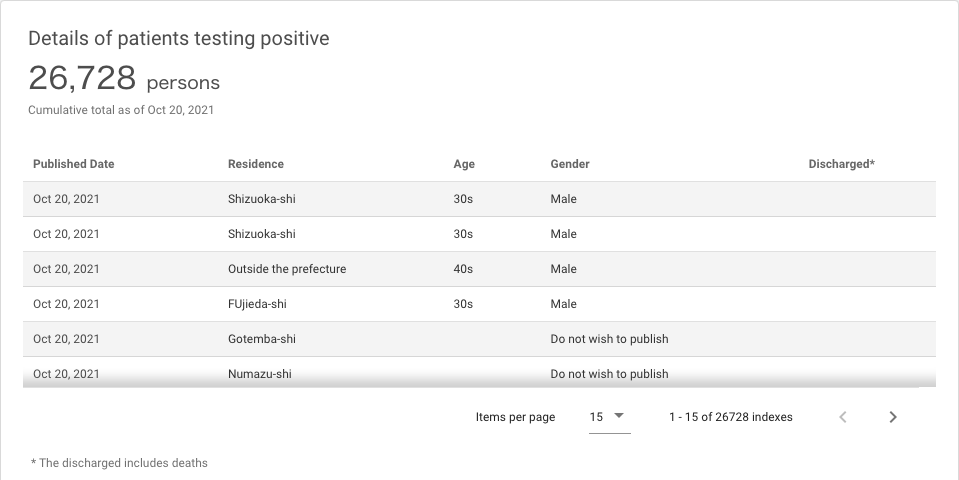 Details of patients testing positive
26,728 persons
Cumulative total as of Oct 20, 2021
Published Date Residence Age Gender Discharged*
Oct 20, 2021 Shizuoka-shi 30s Male
Oct 20, 2021 Shizuoka-shi 30s Male
Oct 20, 2021 Outside the prefecture 40s Male
Oct 20, 2021 FUjieda-shi 30s Male
Oct 20, 2021 Gotemba-shi Do not wish to publish
Oct 20, 2021 Numazu-shi Do not wish to publish
Items per page 15 1 - 15 of 26728 indexes
* The discharged includes deaths